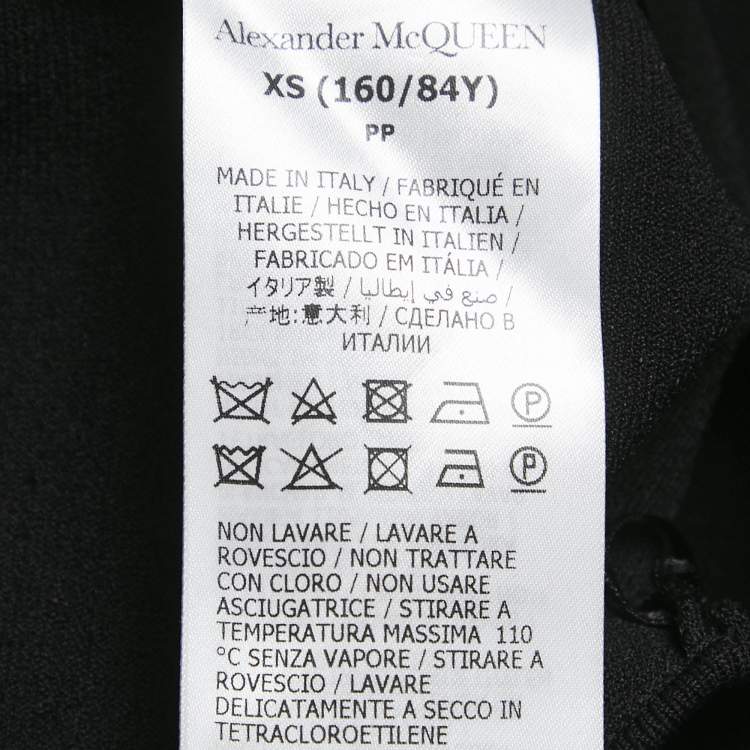 Alexander McQUEEN
XS (160/84Y)
PP
MADE IN ITALY / FABRIQUÉ EN
ITALIE / HECHO EN ITALIA /
HERGESTELLT IN ITALIEN /
FABRICADO EM ITÁLIA /
イタリア製 / صنع في إيطاليا /
产地:意大利 / СДЕЛАНО В
ИТАЛИИ
P
P
NON LAVARE / LAVARE A
ROVESCIO / NON TRATTARE
CON CLORO / NON USARE
ASCIUGATRICE / STIRARE A
TEMPERATURA MASSIMA 110
°C SENZA VAPORE / STIRARE A
ROVESCIO / LAVARE
DELICATAMENTE A SECCO IN
TETRACLOROETILENE